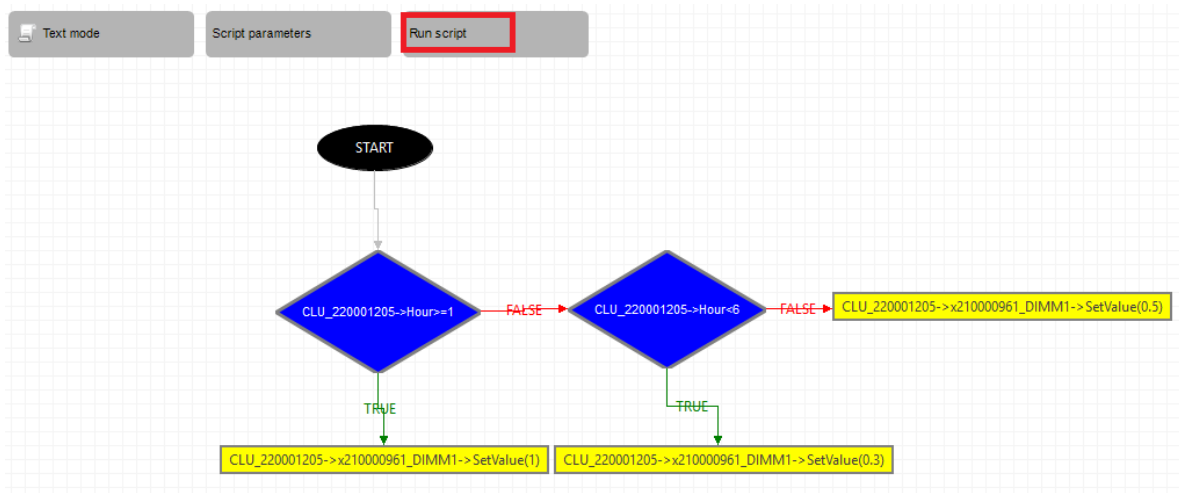 Text mode
Script parameters
Run script
START
CLU_220001205->Hour>=1
FALSE
CLU_220001205->Hour<6
FALSE
CLU_220001205->x210000961_DIMM1->SetValue(0.5)
TRUE
TRUE
CLU_220001205->x210000961_DIMM1->SetValue(1)
CLU_220001205->x210000961_DIMM1->SetValue(0.3)